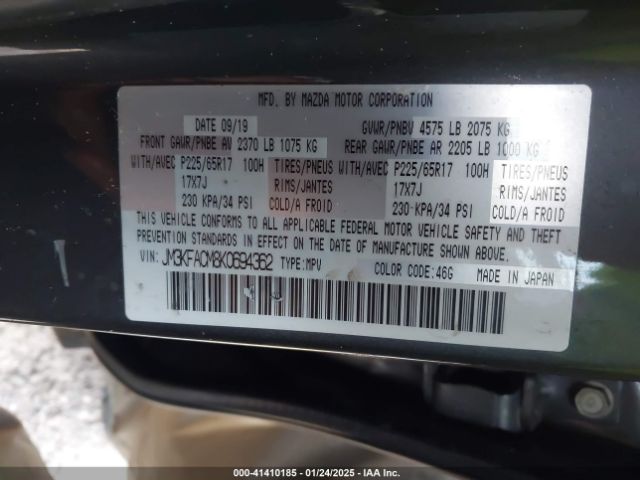 MFD. BY MAZDA MOTOR CORPORATION
DATE 09/19 GVWR/PNBV 4575 LB 2075 KG
FRONT GAWR/PNBE AV 2370 LB 1075 KG REAR GAWR/PNBE AR 2205 LB 1000 KG
WITH/AVEC P225/65R17 100H TIRES/PNEUS WITH/AVEC P225/65R17 100H TIRES/PNEUS
17X7J RIMS/JANTES 17X7J RIMS/JANTES
230 KPA/34 PSI COLD/A FROID 230 KPA/34 PSI COLD/A FROID
THIS VEHICLE CONFORMS TO ALL APPLICABLE FEDERAL MOTOR VEHICLE SAFETY AND THEFT
PREVENTION STANDARDS IN EFFECT ON THE DATE OF MANUFACTURE SHOWN ABOVE.
VIN: JM3KFACM8K0694362 TYPE:MPV COLOR CODE:46G MADE IN JAPAN
000-41410185 - 01/24/2025 - IAA Inc.